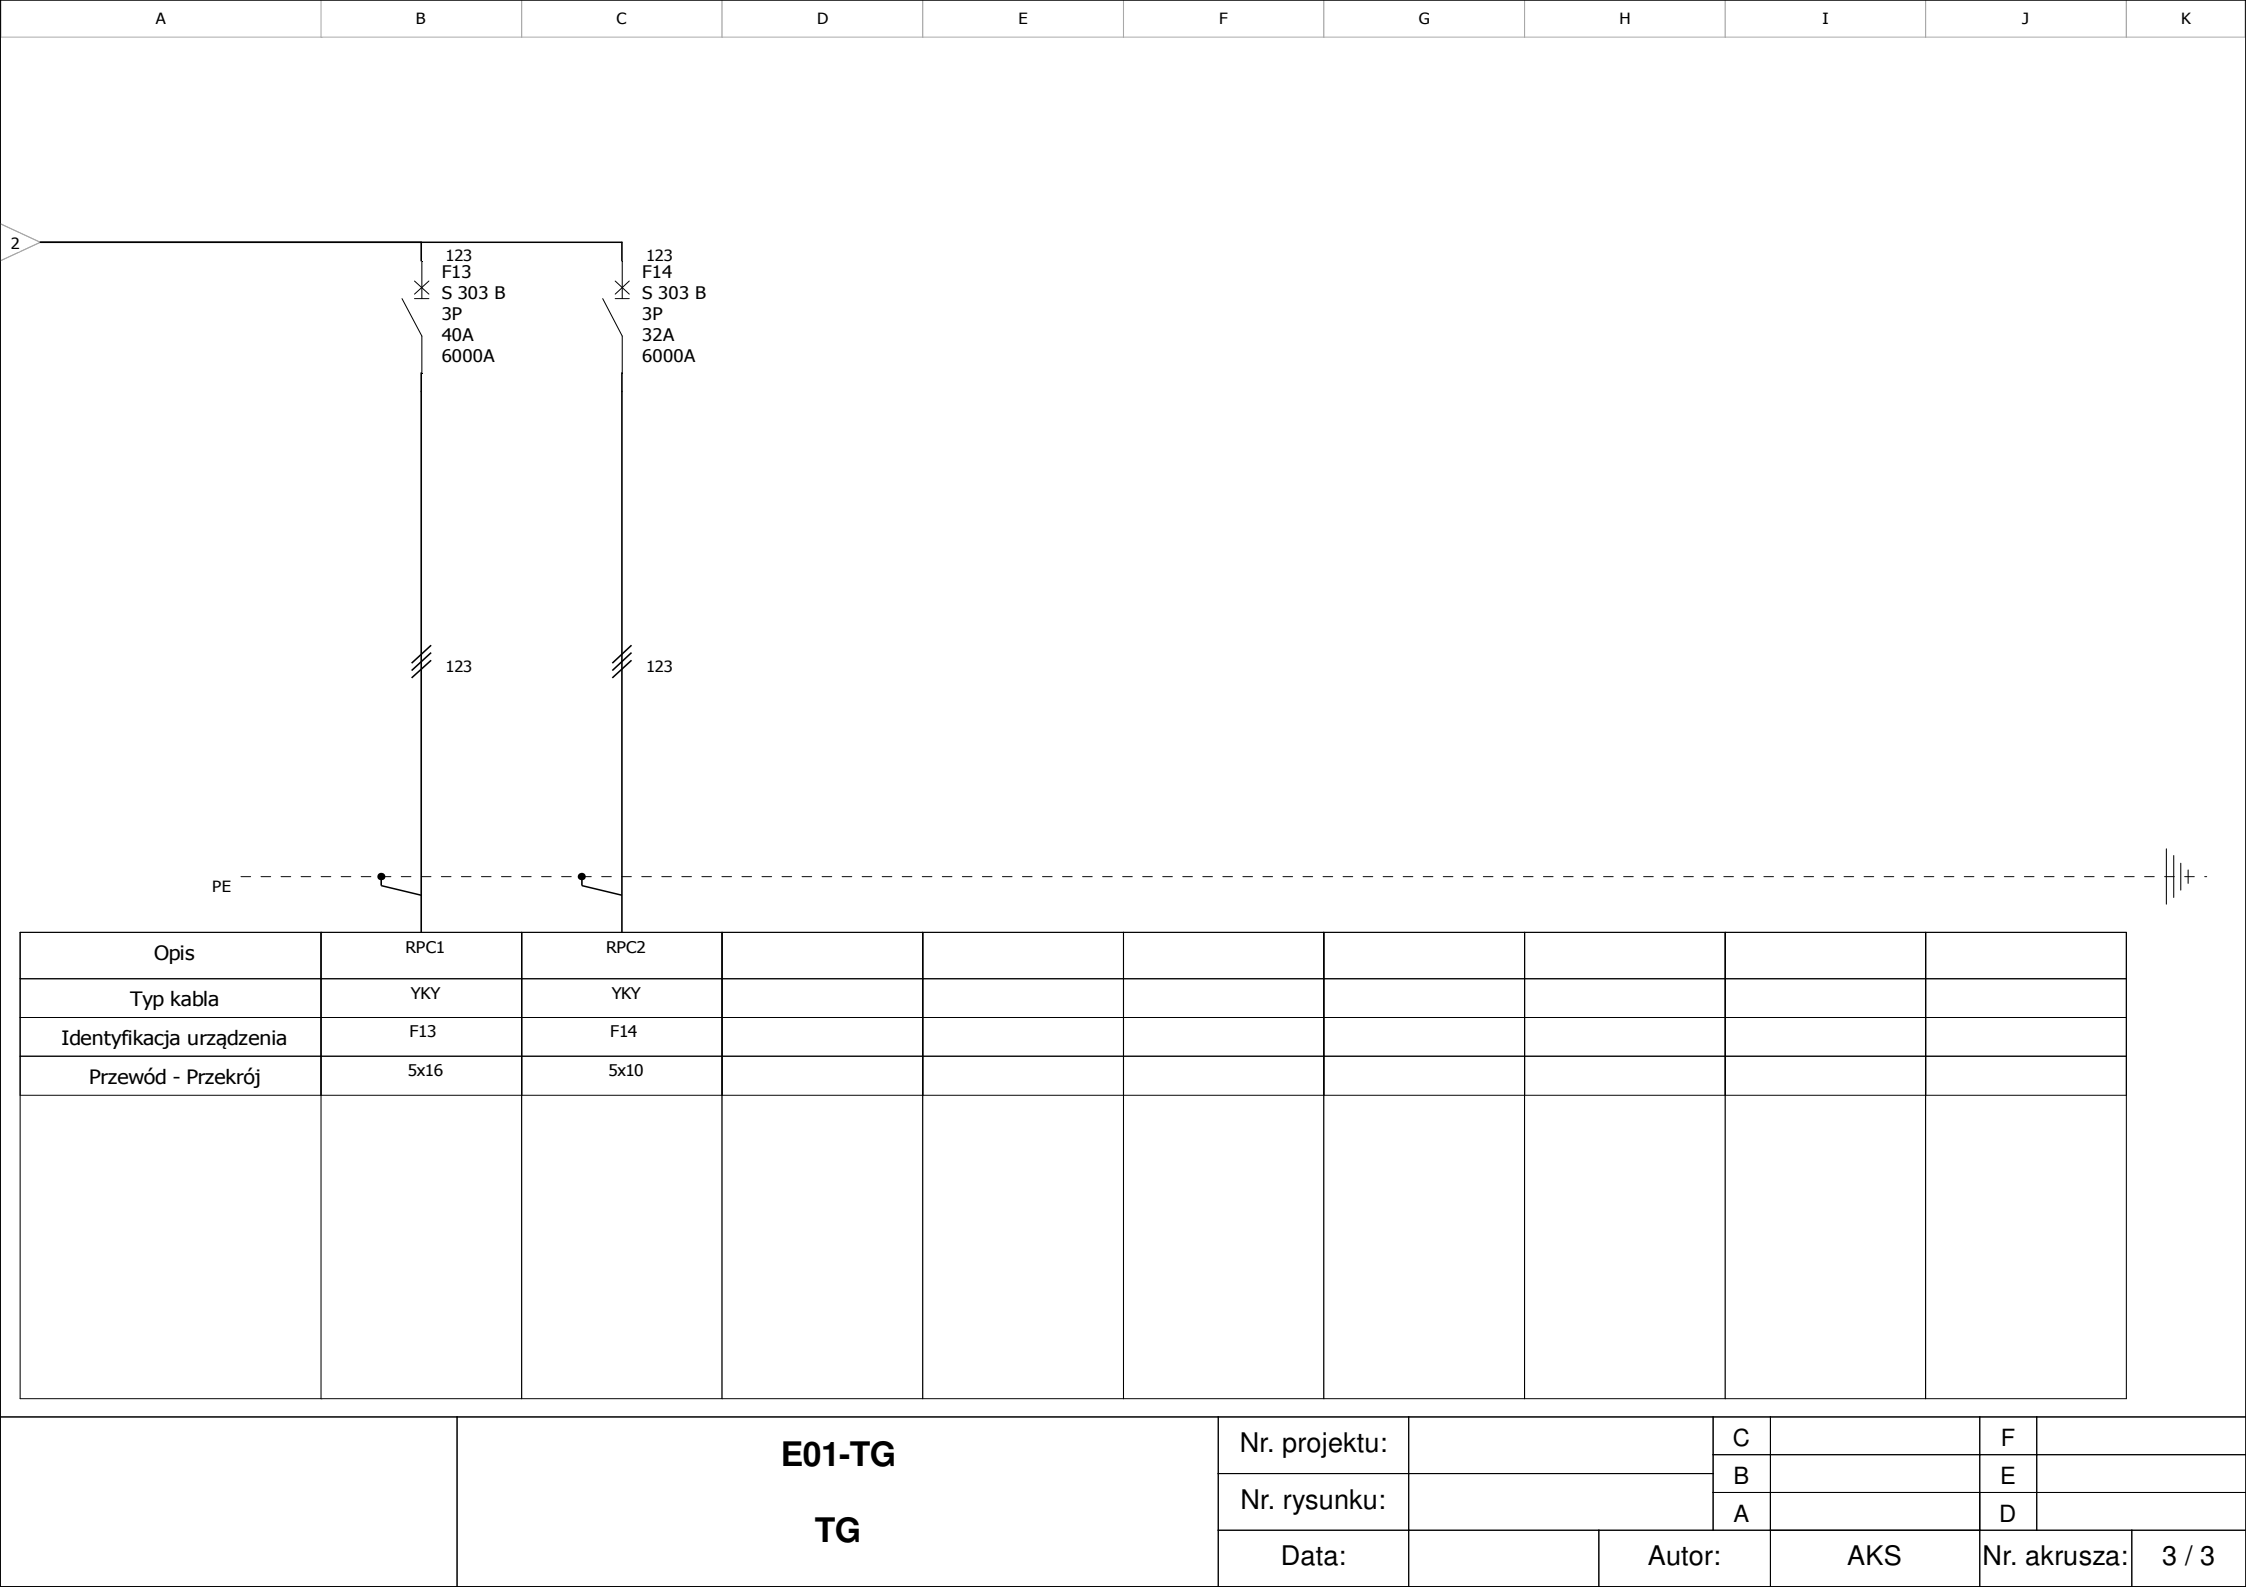 A B C D E F G H I J K
2
123 123
F13 F14
S 303 B S 303 B
3P 3P
40A 32A
6000A 6000A
123 123
PE
Opis RPC1 RPC2
Typ kabla YKY YKY
Identyfikacja urządzenia F13 F14
Przewód - Przekrój 5x16 5x10
E01-TG
TG
Nr. projektu:
Nr. rysunku:
Data:
C F
B E
A D
Autor: AKS Nr. akrusza: 3 / 3